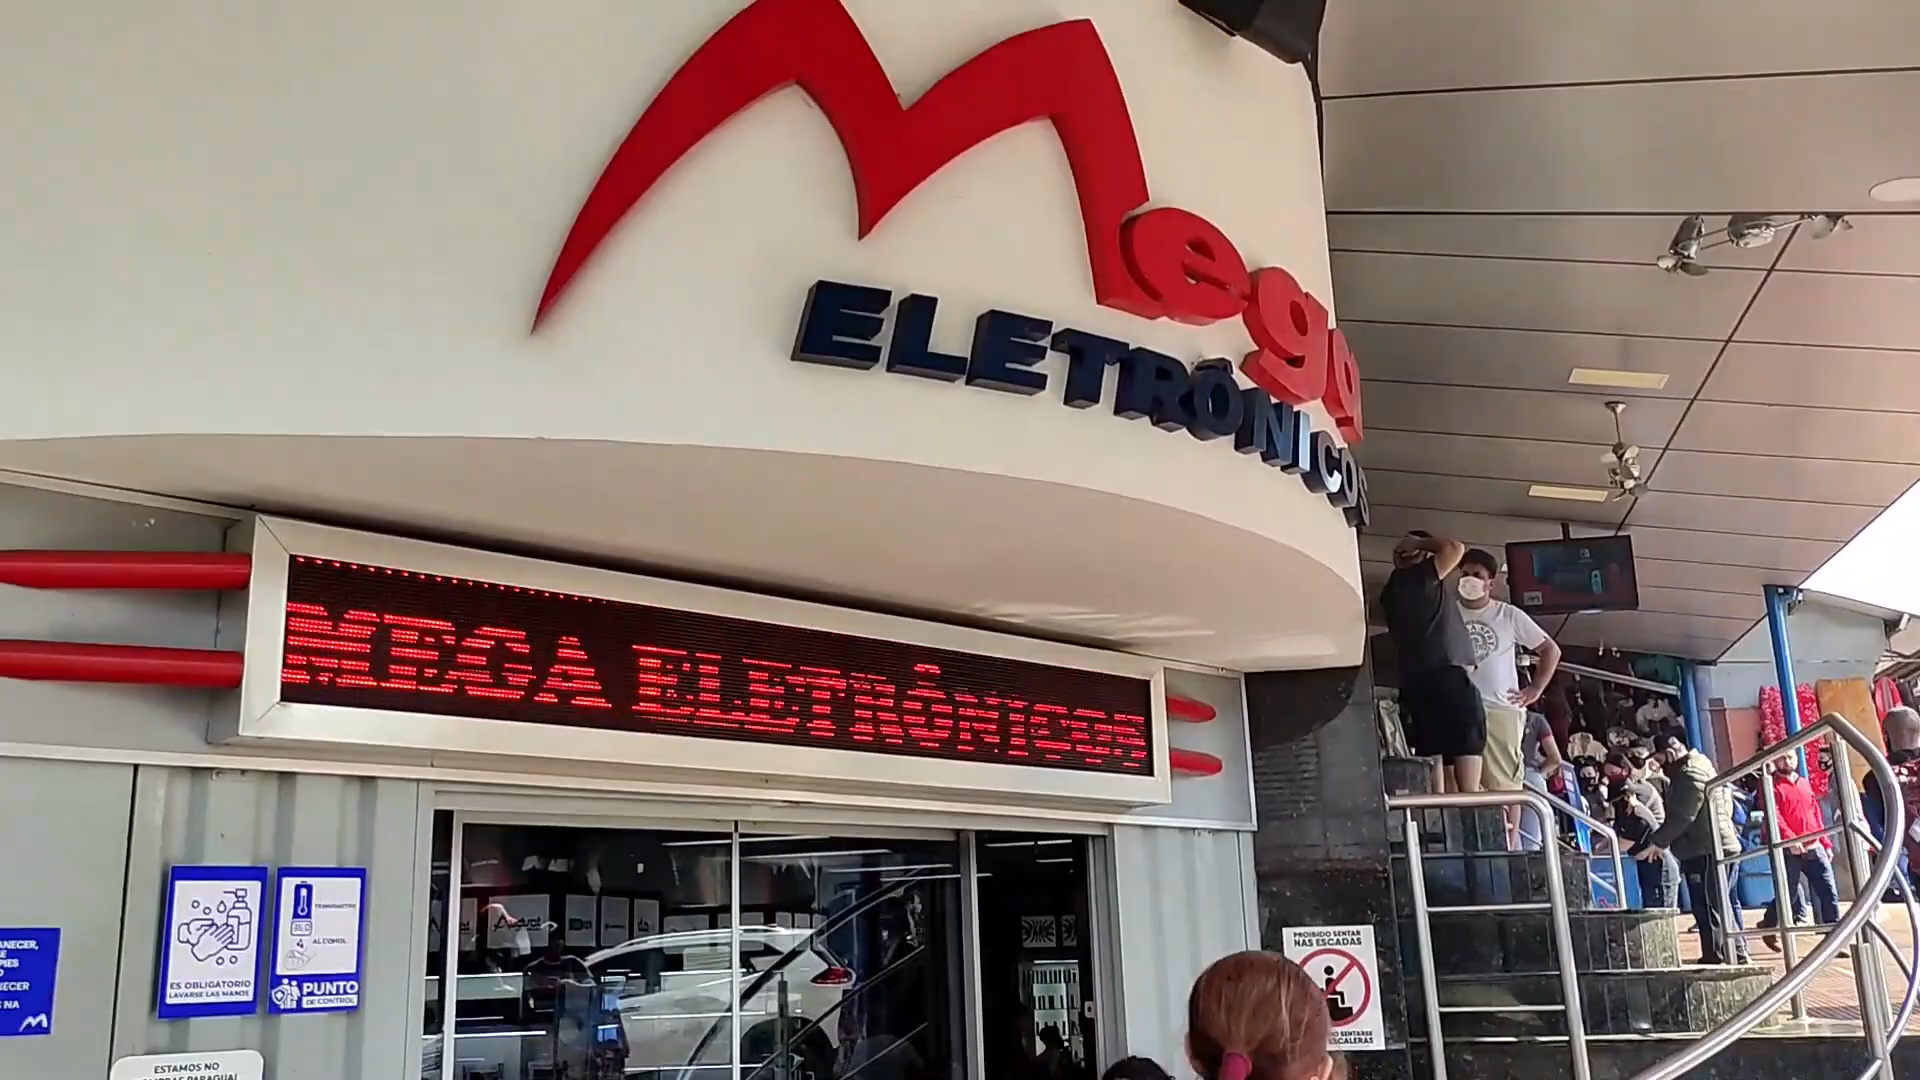 Mega
ELETRÔNICOS
MEGA ELETRÔNICOS
ES OBLIGATORIO
LAVARSE LAS MANOS
TERMOMETRO
ALCOHOL
PUNTO
DE CONTROL
PROIBIDO SENTAR
NAS ESCADAS
ESTAMOS NO